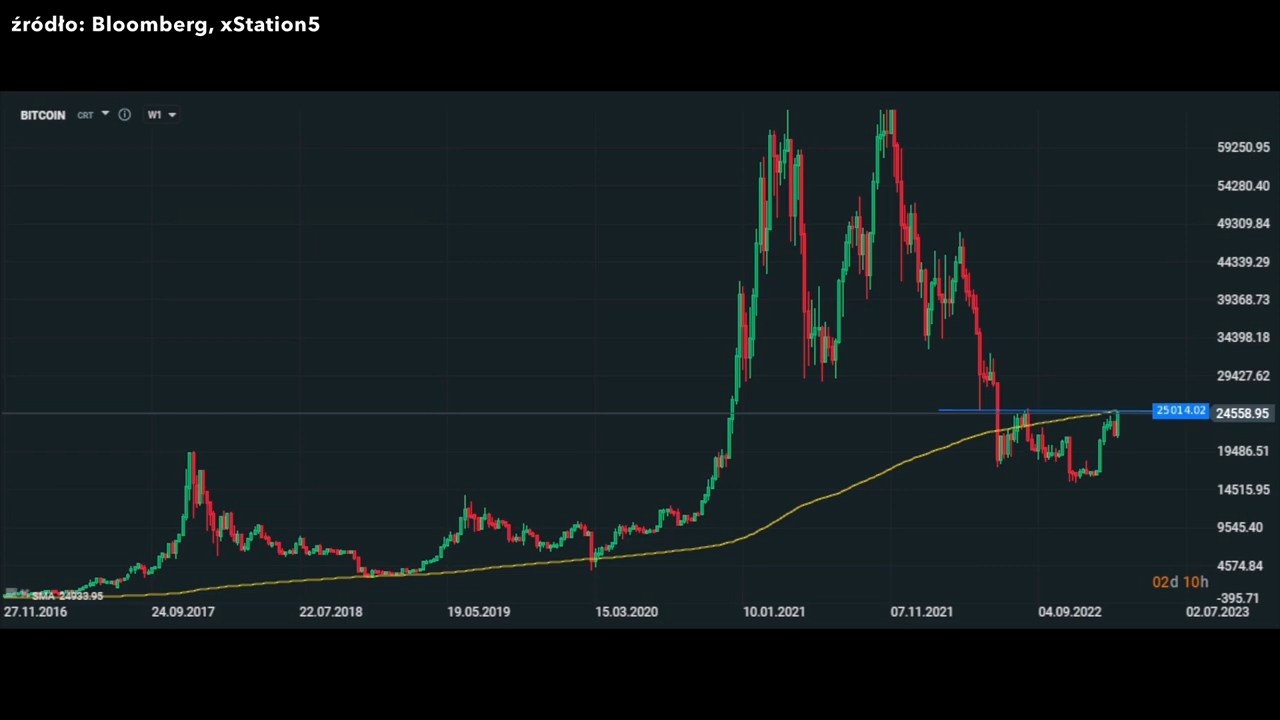 źródło: Bloomberg, xStation5
BITCOIN CRT W1
59250.95
54280.40
49309.84
44339.29
39368.73
34398.18
29427.62
25014.02 24558.95
19486.51
14515.95
9545.40
4574.84
02d 10h
-395.71
SMA 24933.95
27.11.2016 24.09.2017 22.07.2018 19.05.2019 15.03.2020 10.01.2021 07.11.2021 04.09.2022 02.07.2023